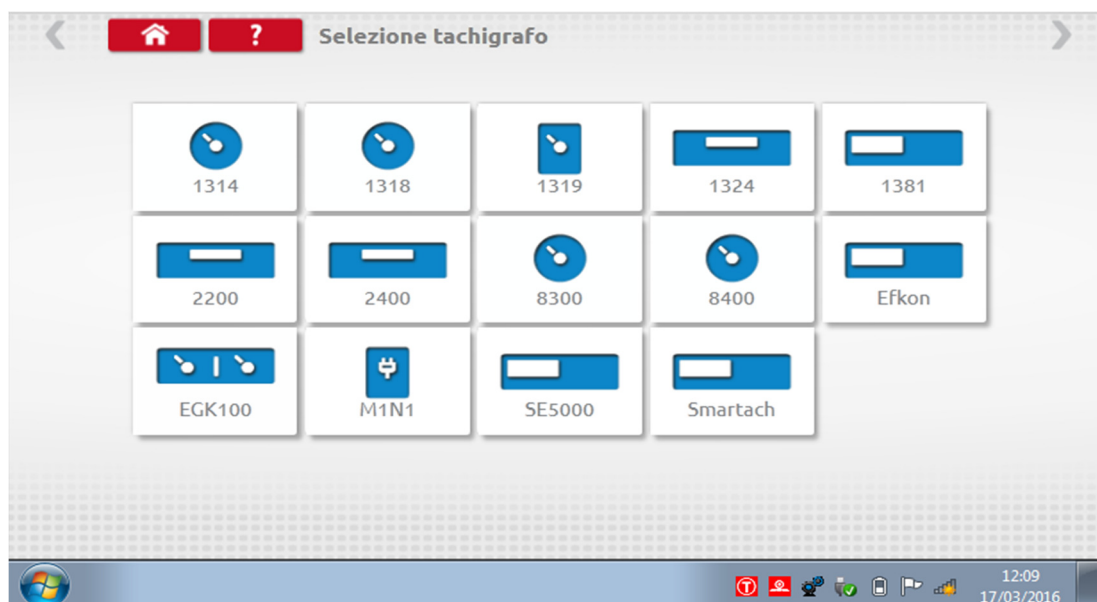 ? Selezione tachigrafo
1314 1318 1319 1324 1381
2200 2400 8300 8400 Efkon
EGK100 M1N1 SE5000 Smartach
12:09
17/03/2016